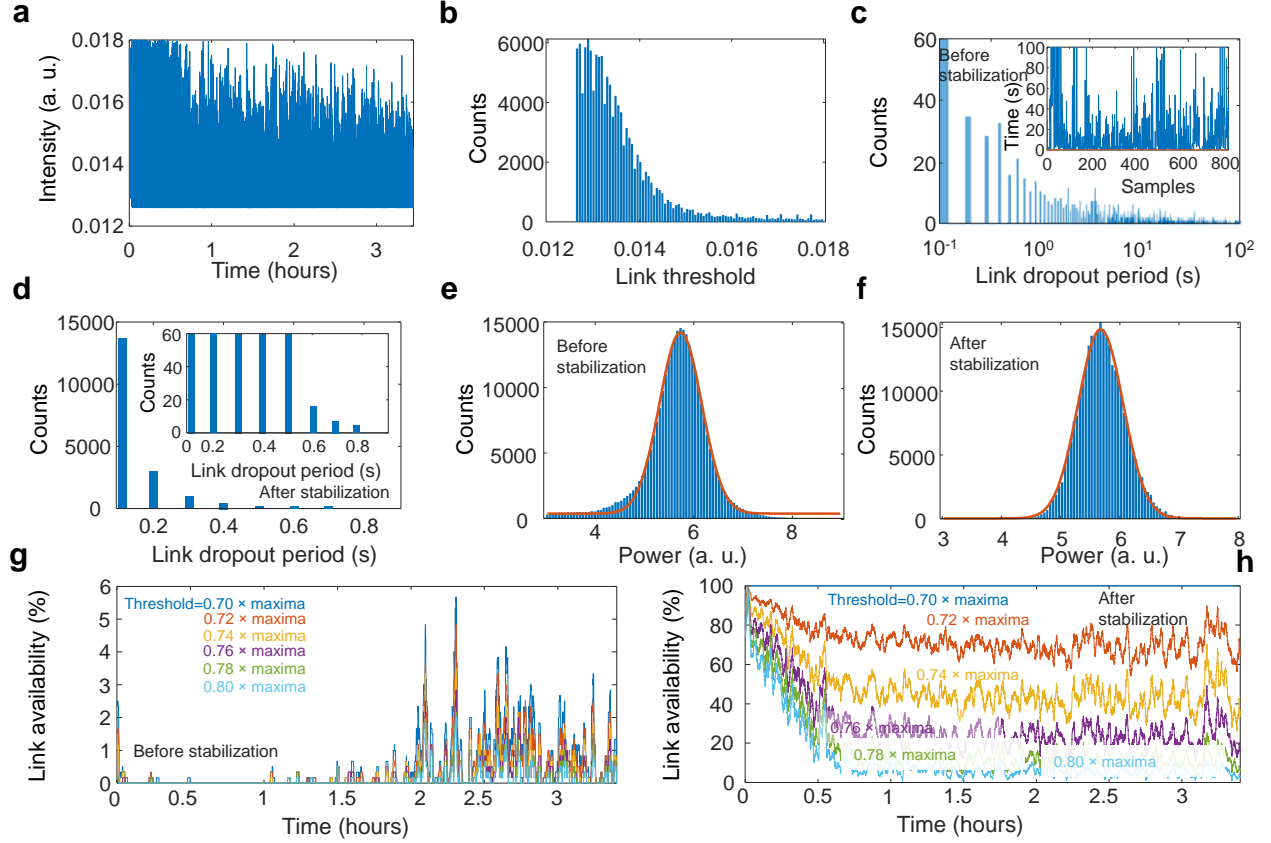 a
0.018
0.016
0.014
0.012
Intensity (a. u.)
1
2
3
Time (hours)
b
6000
4000
2000
0
Counts
0.012
0.014
0.016
0.018
Link threshold
c
60
40
20
0
Counts
Before
stabilization
100
80
60
40
20
0
Time (s)
0
200
400
600
800
Samples
10-1
100
101
102
Link dropout period (s)
d
15000
10000
5000
0
Counts
60
40
20
0
Counts
0
0.2
0.4
0.6
0.8
Link dropout period (s)
After stabilization
0.2
0.4
0.6
0.8
Link dropout period (s)
e
15000
10000
5000
0
Counts
Before
stabilization
4
6
8
Power (a. u.)
f
15000
10000
5000
0
Counts
After
stabilization
3
4
5
6
7
8
Power (a. u.)
g
6
5
4
3
2
1
0
Link availability (%)
Threshold=0.70 × maxima
0.72 × maxima
0.74 × maxima
0.76 × maxima
0.78 × maxima
0.80 × maxima
Before stabilization
0
0.5
1
1.5
2
2.5
3
Time (hours)
h
100
80
60
40
20
0
Link availability (%)
Threshold=0.70 × maxima
0.72 × maxima
After
stabilization
0.74 × maxima
0.76 × maxima
0.78 × maxima
0.80 × maxima
0
0.5
1
1.5
2
2.5
3
Time (hours)